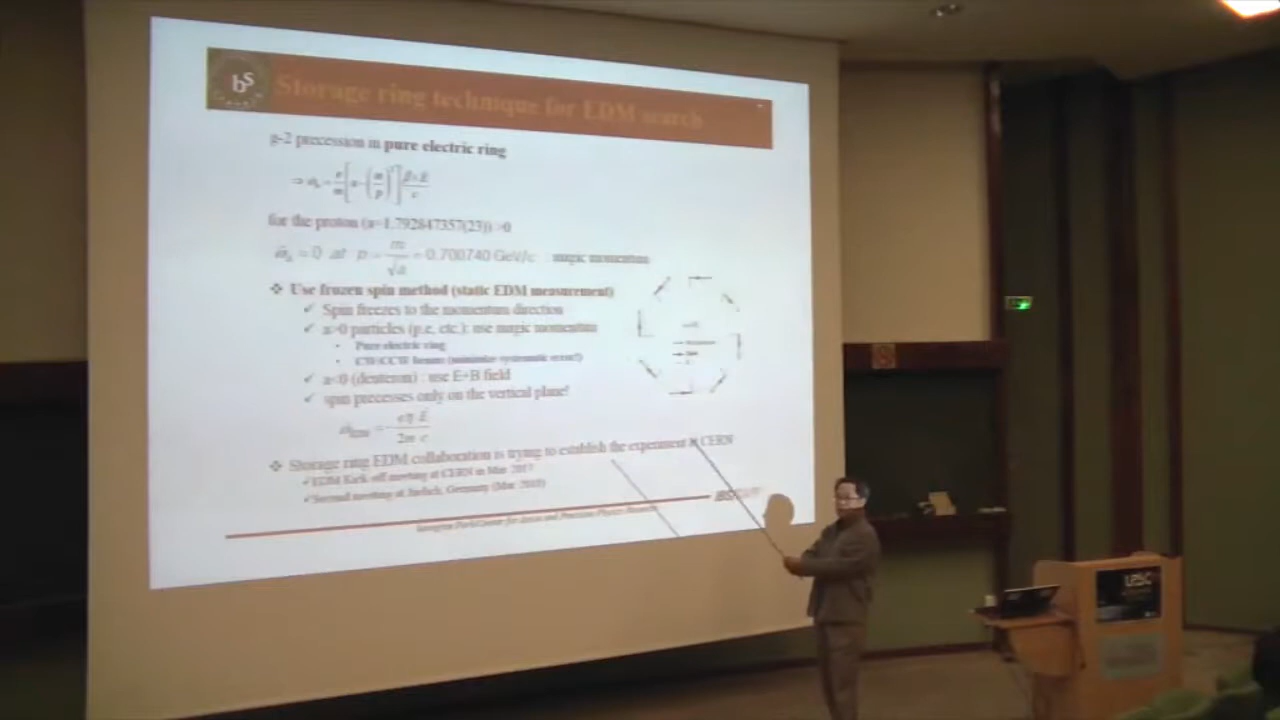 bS
Storage ring technique for EDM search
g-2 precession in pure electric ring
for the proton (a=1.792847357(23)) >0
= 0 at p = m/√a = 0.700740 GeV/c : magic momentum
❖ Use frozen spin method (static EDM measurement)
✓ Spin freezes to the momentum direction
✓ a>0 particles (p,e, etc.): use magic momentum
• Pure electric ring
• CW/CCW beams (minimize systematic error!)
✓ a<0 (deuteron) : use E+B field
✓ spin precesses only on the vertical plane!
❖ Storage ring EDM collaboration is trying to establish the experiment at CERN
✓ EDM Kick off meeting at CERN in Mar 2017
✓ Second meeting at Juelich, Germany (Mar 2018)
LPSC